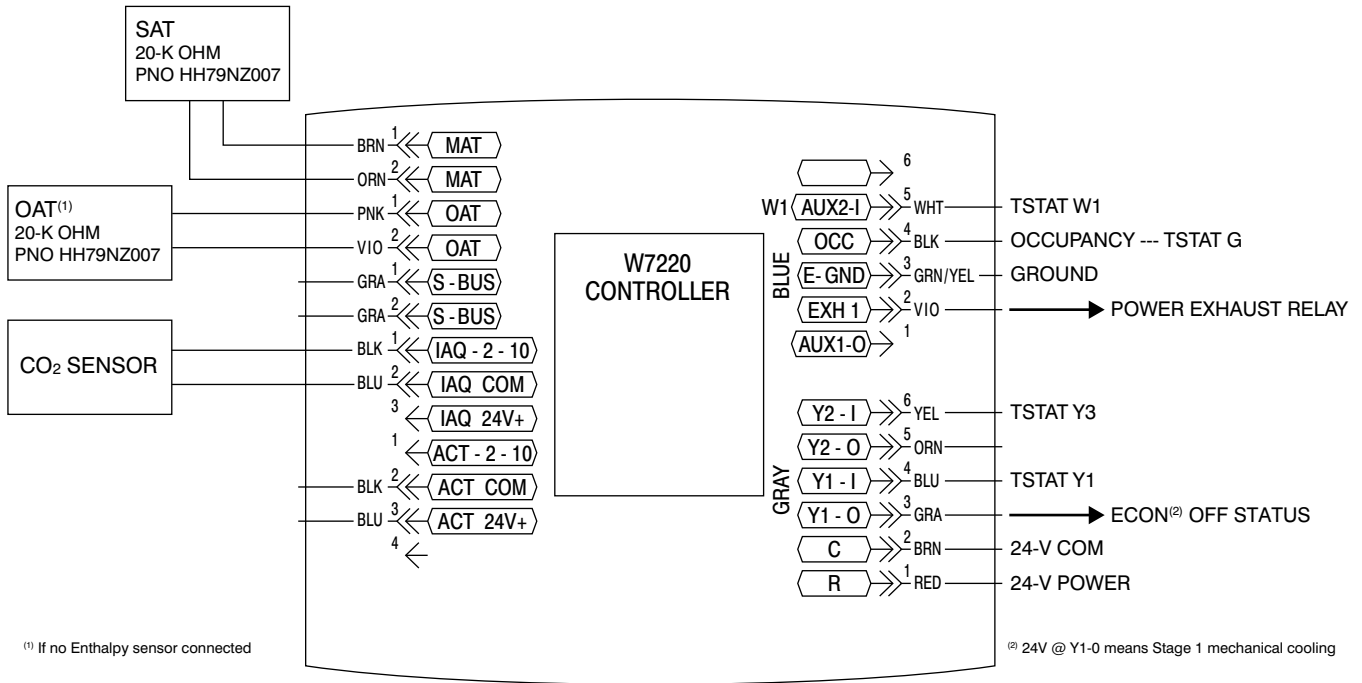 SAT
20-K OHM
PNO HH79NZ007
OAT(1)
20-K OHM
PNO HH79NZ007
CO2 SENSOR
BRN 1 MAT
ORN 2 MAT
PNK 1 OAT
VIO 2 OAT
GRA 1 S-BUS
GRA 2 S-BUS
BLK 1 IAQ - 2 - 10
BLU 2 IAQ COM
3 IAQ 24V+
1 ACT - 2 - 10
BLK 2 ACT COM
BLU 3 ACT 24V+
4
W7220
CONTROLLER
BLUE
6
W1 AUX2-I 5 WHT TSTAT W1
OCC 4 BLK OCCUPANCY --- TSTAT G
E- GND 3 GRN/YEL GROUND
EXH 1 2 VIO POWER EXHAUST RELAY
AUX1-O 1
GRAY
Y2 - I 6 YEL TSTAT Y3
Y2 - O 5 ORN
Y1 - I 4 BLU TSTAT Y1
Y1 - O 3 GRA ECON(2) OFF STATUS
C 2 BRN 24-V COM
R 1 RED 24-V POWER
(1) If no Enthalpy sensor connected
(2) 24V @ Y1-0 means Stage 1 mechanical cooling